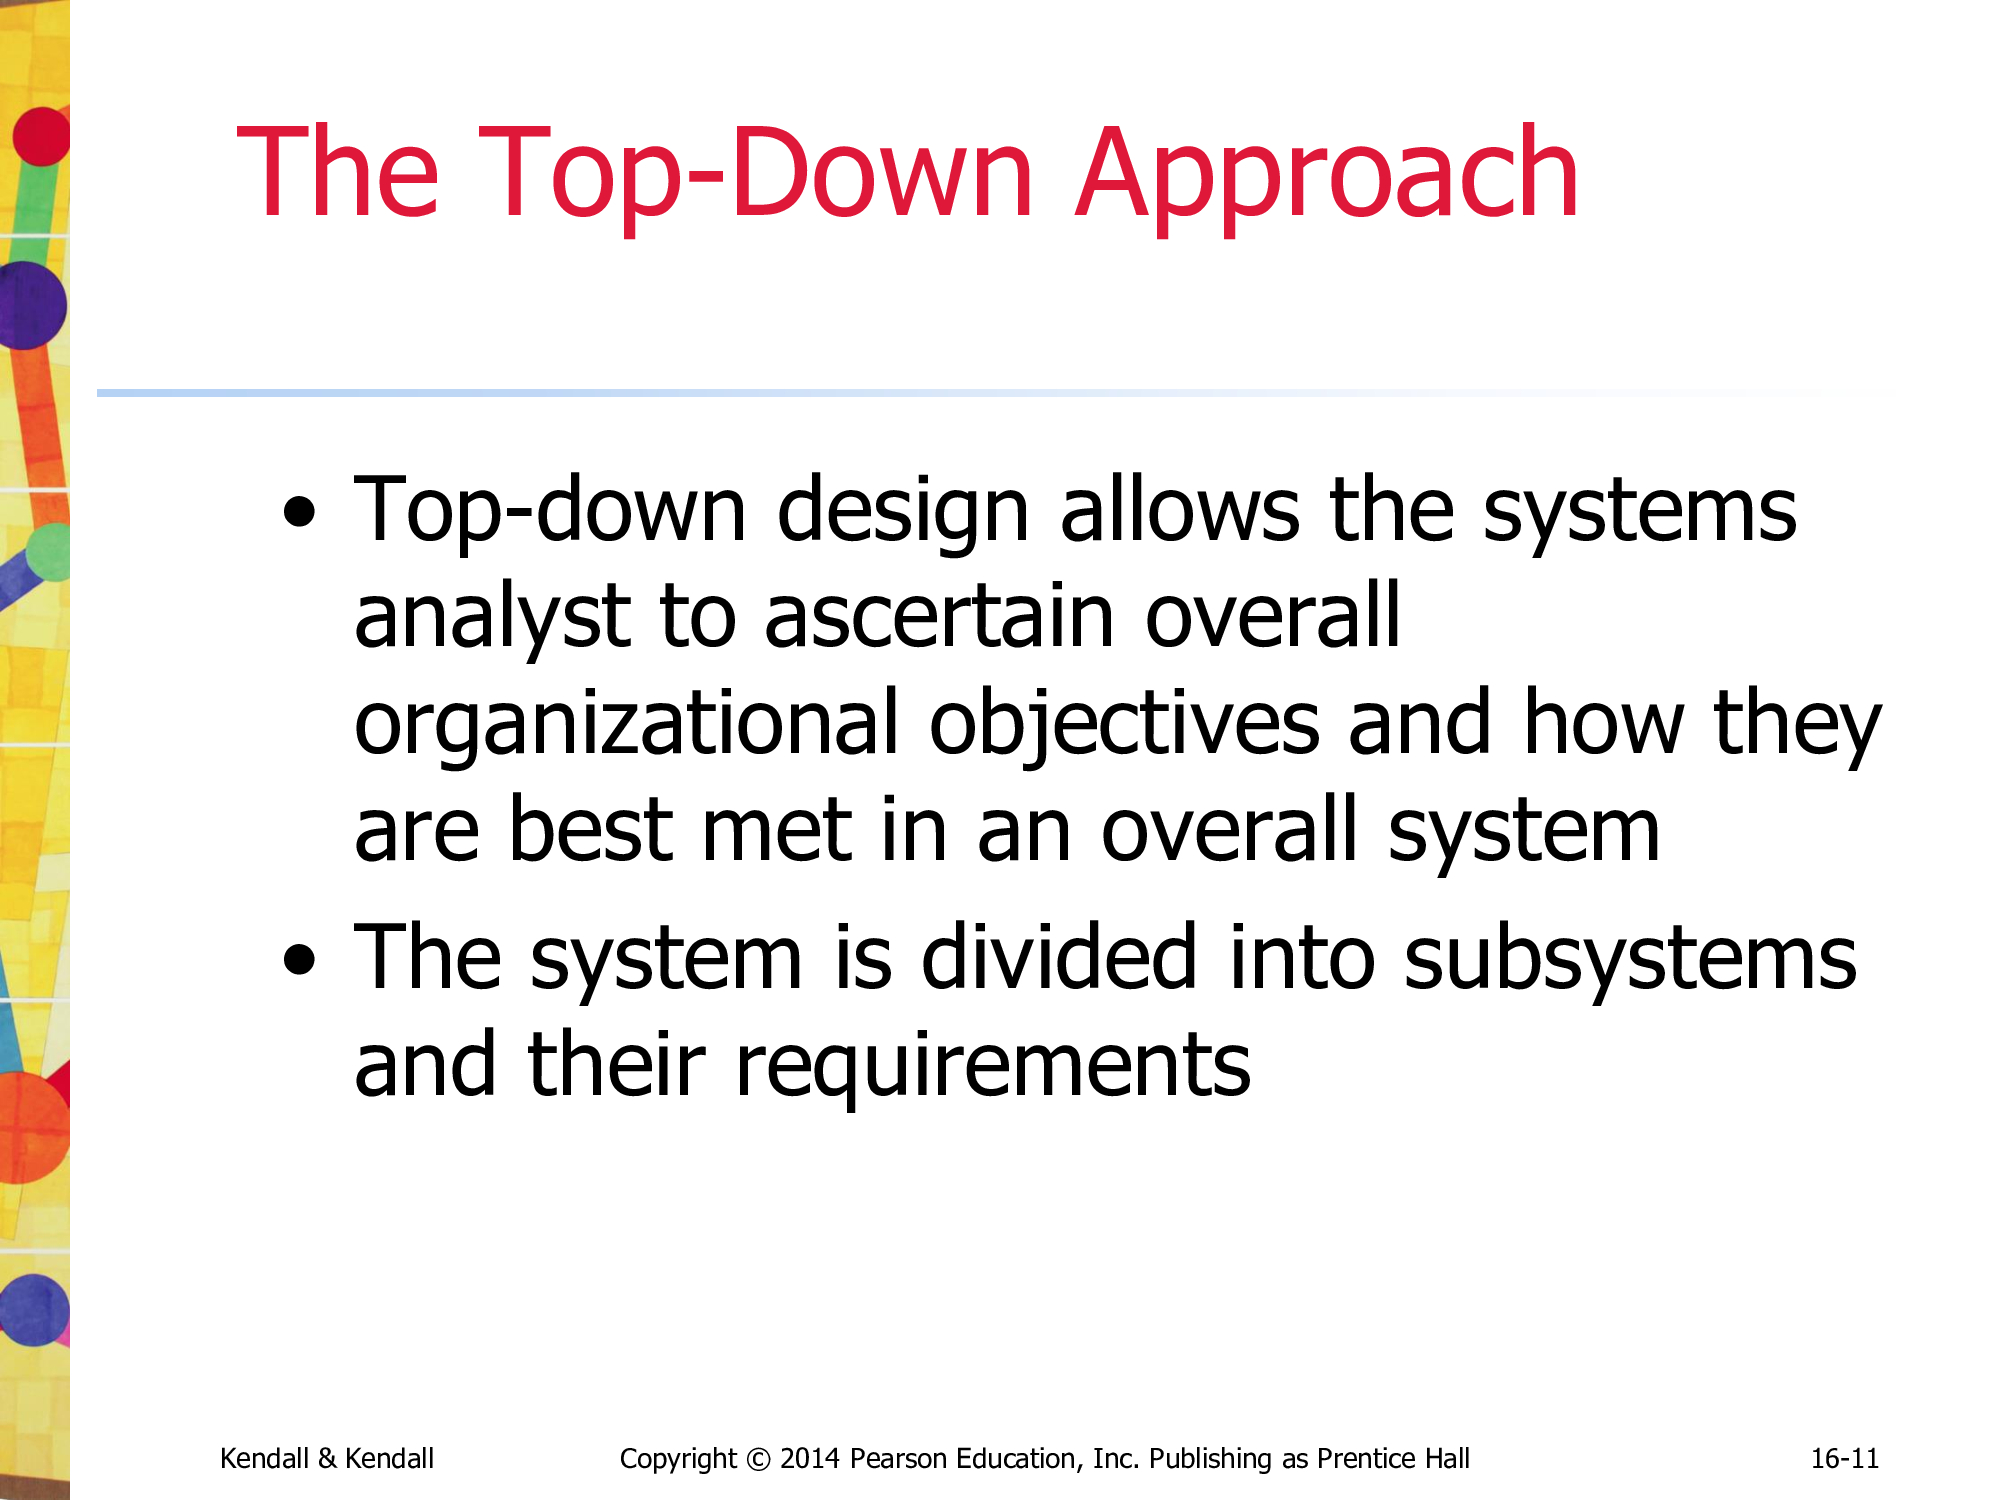 The Top-Down Approach
• Top-down design allows the systems
analyst to ascertain overall
organizational objectives and how they
are best met in an overall system
• The system is divided into subsystems
and their requirements
Kendall & Kendall
Copyright © 2014 Pearson Education, Inc. Publishing as Prentice Hall
16-11